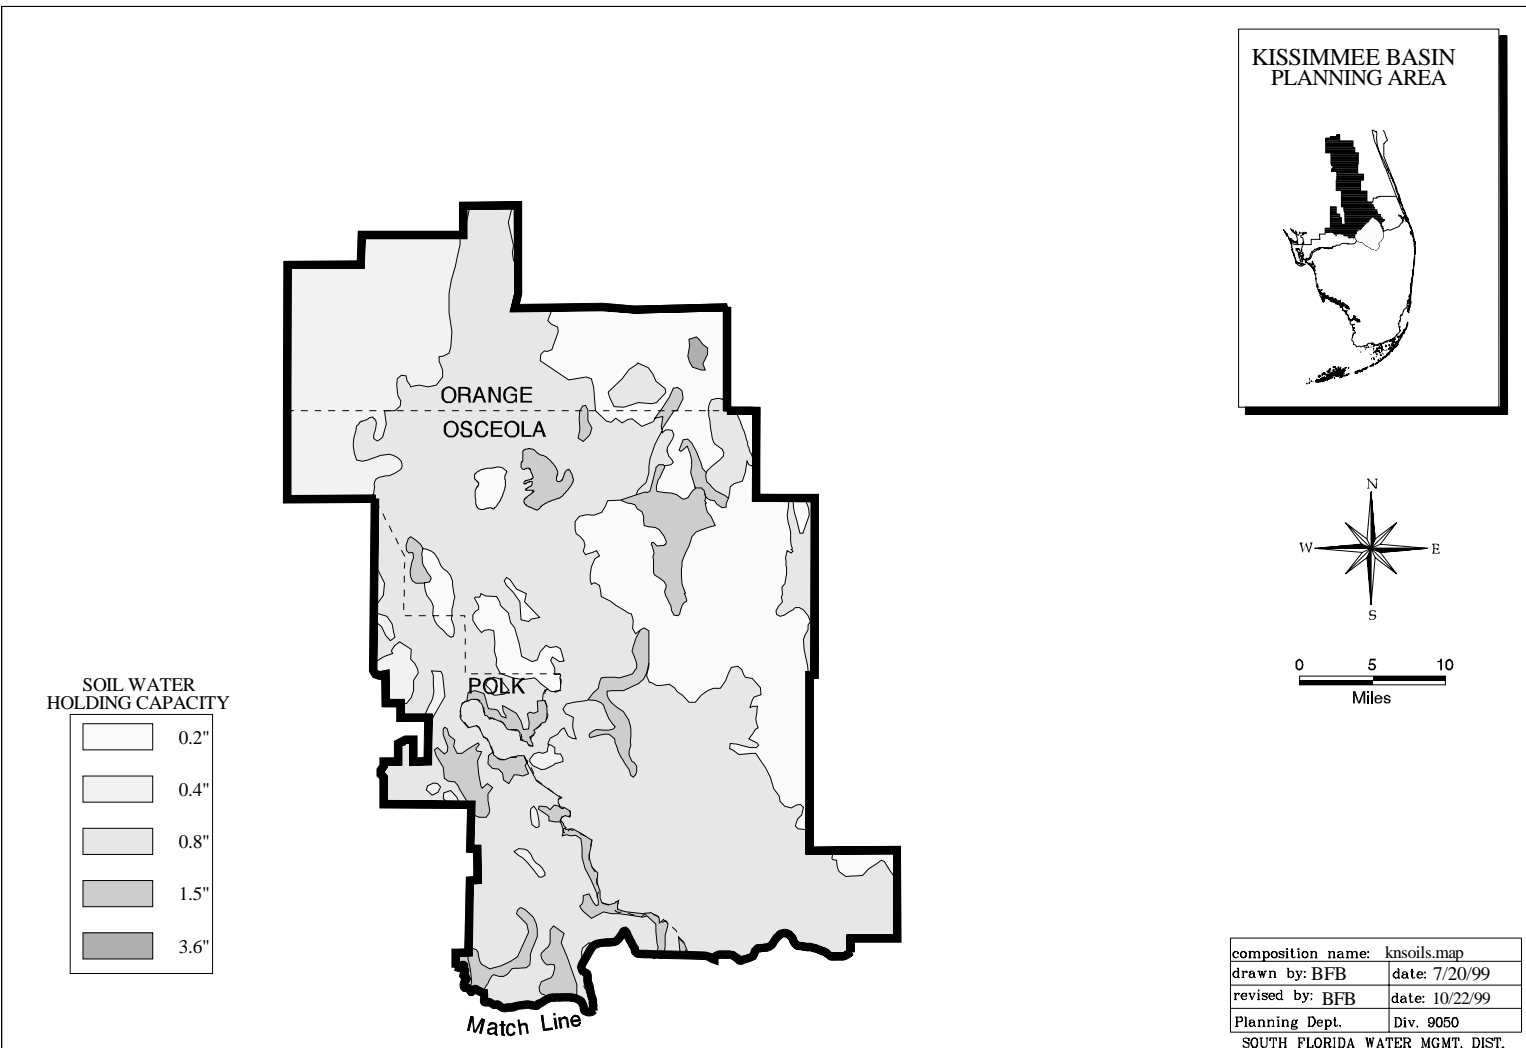 KISSIMMEE BASIN
PLANNING AREA
ORANGE
OSCEOLA
POLK
N
W E
S
0 5 10
Miles
SOIL WATER
HOLDING CAPACITY
0.2"
0.4"
0.8"
1.5"
3.6"
Match Line
composition name: knsoils.map
drawn by: BFB date: 7/20/99
revised by: BFB date: 10/22/99
Planning Dept. Div. 9050
SOUTH FLORIDA WATER MGMT. DIST.